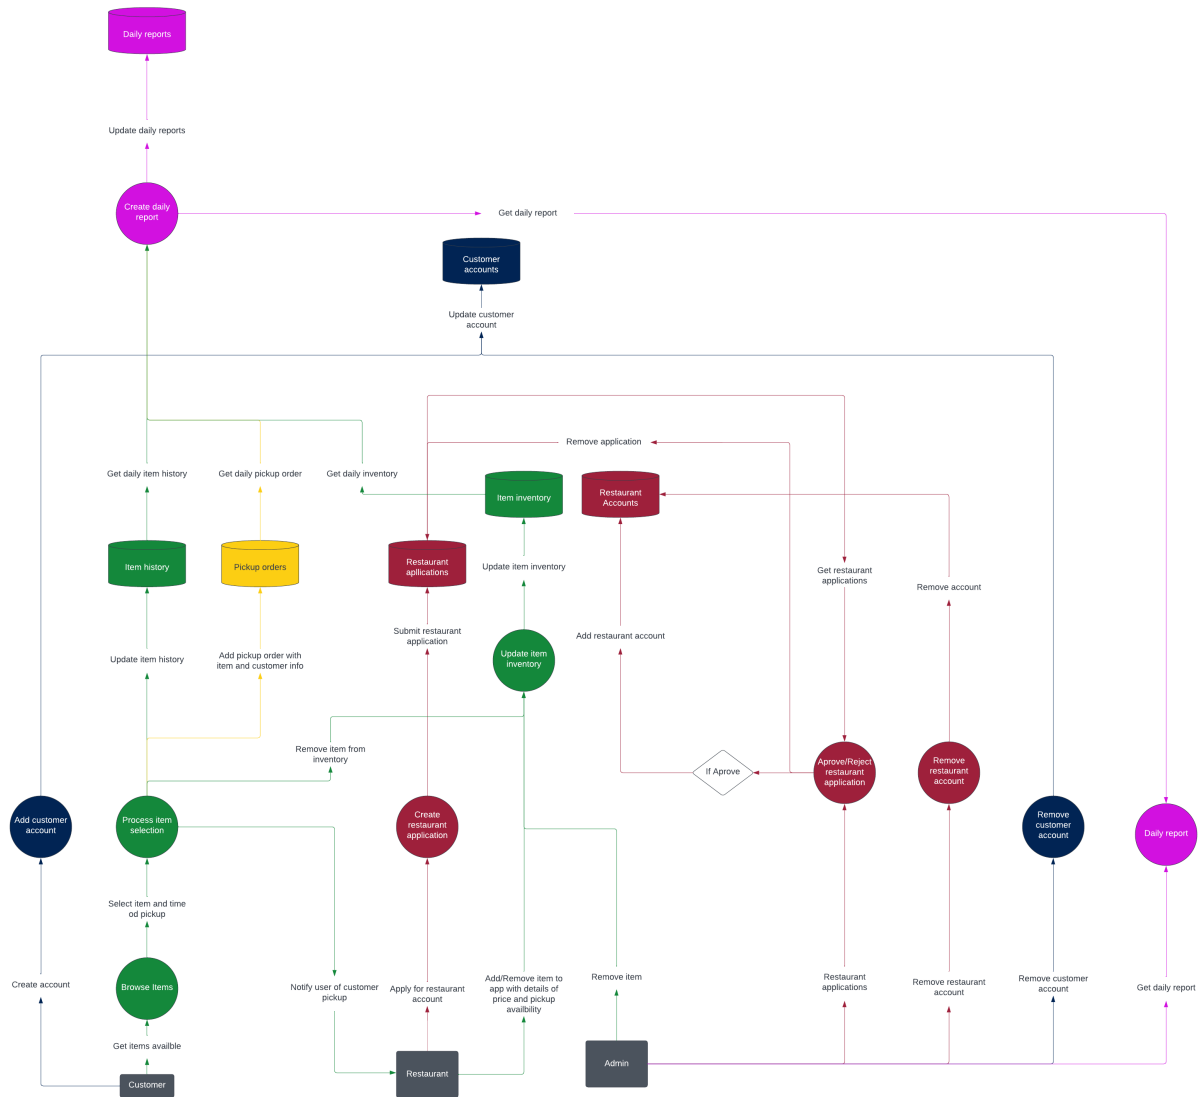 Daily reports
Update daily reports
Create daily
report
Get daily report
Customer
accounts
Update customer
account
Remove application
Get daily item history
Get daily pickup order
Get daily inventory
Item inventory
Restaurant
Accounts
Item history
Pickup orders
Restaurant
apllications
Update item inventory
Get restaurant
applications
Remove account
Submit restaurant
application
Add restaurant account
Update item history
Add pickup order with
item and customer info
Update item
inventory
Remove item from
inventory
If Aprove
Aprove/Reject
restaurant
application
Remove
restaurant
account
Add customer
account
Process item
selection
Create
restaurant
application
Remove
customer
account
Daily report
Select item and time
od pickup
Create account
Browse Items
Notify user of customer
pickup
Apply for restaurant
account
Add/Remove item to
app with details of
price and pickup
availbility
Remove item
Restaurant
applications
Remove restaurant
account
Remove customer
account
Get daily report
Get items availble
Customer
Restaurant
Admin